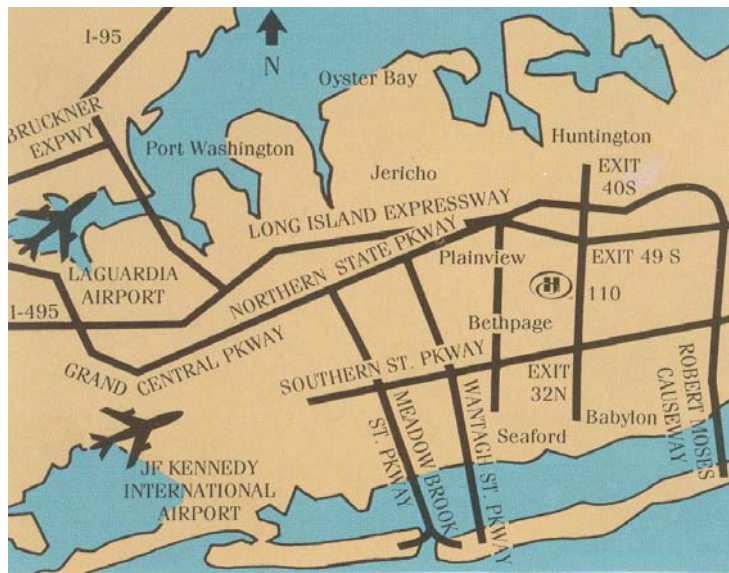 I-95
N
Oyster Bay
BRUCKNER
EXPWY
Port Washington
Huntington
EXIT
40S
Jericho
LONG ISLAND EXPRESSWAY
NORTHERN STATE PKWAY
LAGUARDIA
AIRPORT
Plainview
EXIT 49 S
H
110
I-495
Bethpage
GRAND CENTRAL PKWAY
SOUTHERN ST. PKWAY
EXIT
32N
ROBERT MOSES
CAUSEWAY
MEADOW BROOK
ST. PKWAY
WANTAGH ST. PKWAY
Babylon
Seaford
JF KENNEDY
INTERNATIONAL
AIRPORT